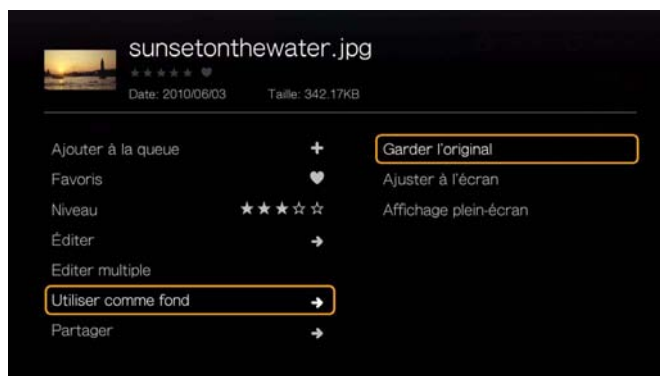 sunsetonthewater.jpg
Date: 2010/06/03 Taille: 342.17KB
Ajouter à la queue
Favoris
Niveau
Éditer
Editer multiple
Utiliser comme fond
Partager
Garder l'original
Ajuster à l'écran
Affichage plein-écran